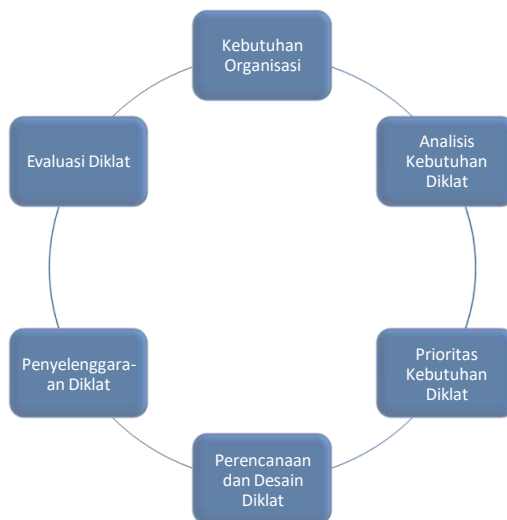 Kebutuhan
Organisasi
Analisis
Kebutuhan
Diklat
Prioritas
Kebutuhan
Diklat
Perencanaan
dan Desain
Diklat
Penyelenggara-
an Diklat
Evaluasi Diklat